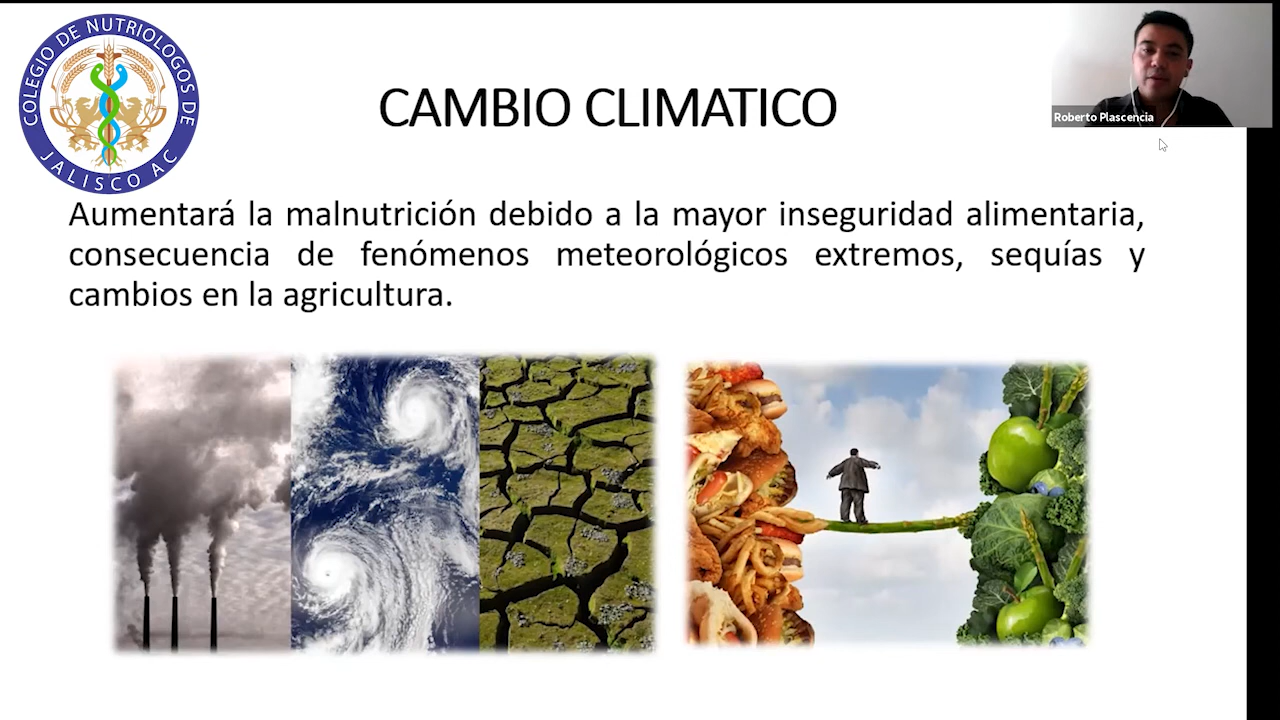 COLEGIO DE NUTRIOLOGOS DE
JALISCO AC
CAMBIO CLIMATICO
Roberto Plascencia
Aumentará la malnutrición debido a la mayor inseguridad alimentaria,
consecuencia de fenómenos meteorológicos extremos, sequías y
cambios en la agricultura.